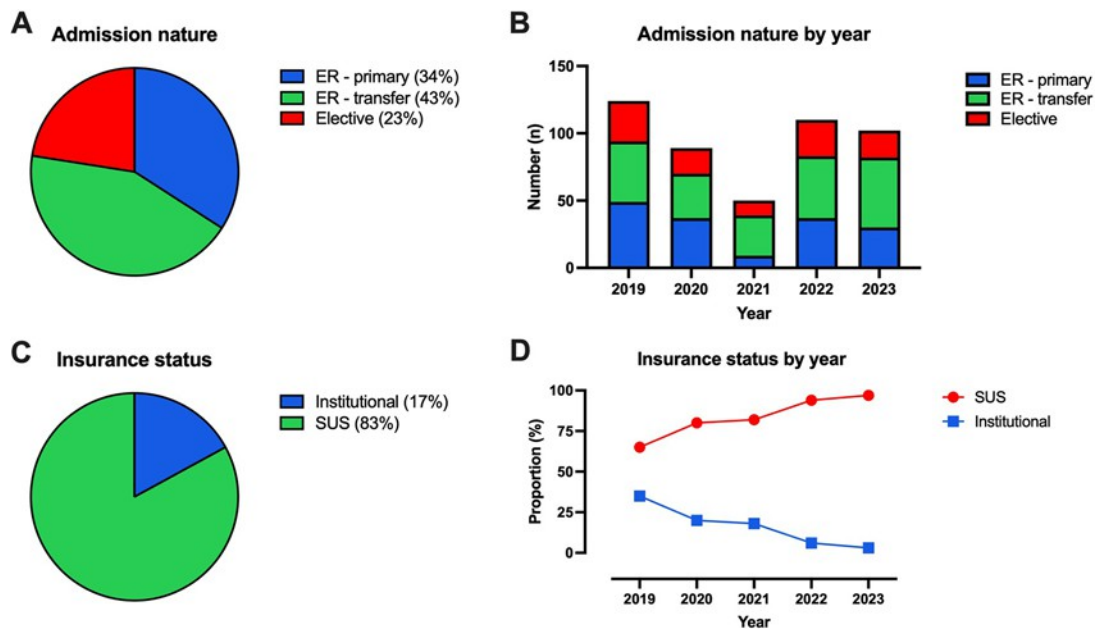 A
Admission nature
ER - primary (34%)
ER - transfer (43%)
Elective (23%)
B
Admission nature by year
150
100
50
0
Number (n)
2019 2020 2021 2022 2023
Year
ER - primary
ER - transfer
Elective
C
Insurance status
Institutional (17%)
SUS (83%)
D
Insurance status by year
100
75
50
25
0
Proportion (%)
2019 2020 2021 2022 2023
Year
SUS
Institutional